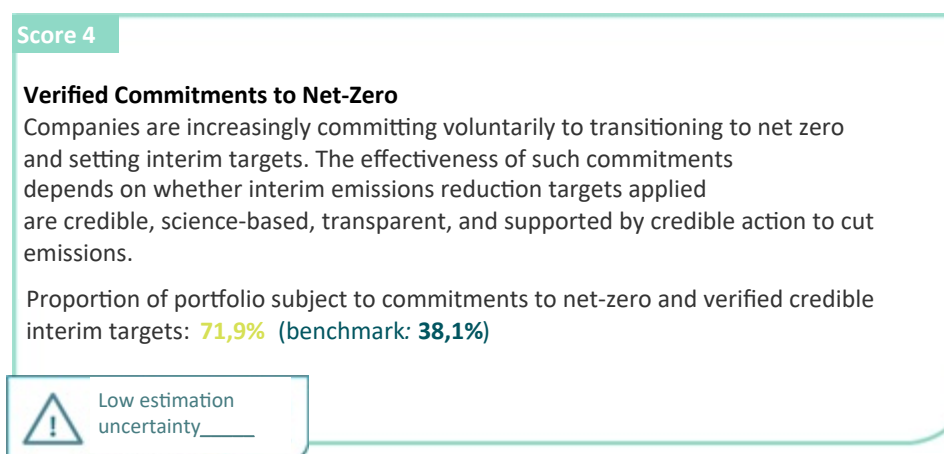 Score 4
Verified Commitments to Net-Zero
Companies are increasingly committing voluntarily to transitioning to net zero
and setting interim targets. The effectiveness of such commitments
depends on whether interim emissions reduction targets applied
are credible, science-based, transparent, and supported by credible action to cut
emissions.
Proportion of portfolio subject to commitments to net-zero and verified credible
interim targets: 71,9% (benchmark: 38,1%)
Low estimation
uncertainty_____